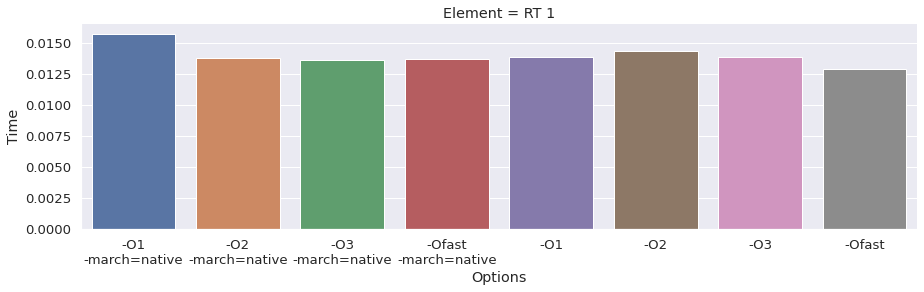 Element = RT 1
Time
0.0150
0.0125
0.0100
0.0075
0.0050
0.0025
0.0000
-O1 -O2 -O3 -Ofast -O1 -O2 -O3 -Ofast
-march=native -march=native -march=native -march=native
Options